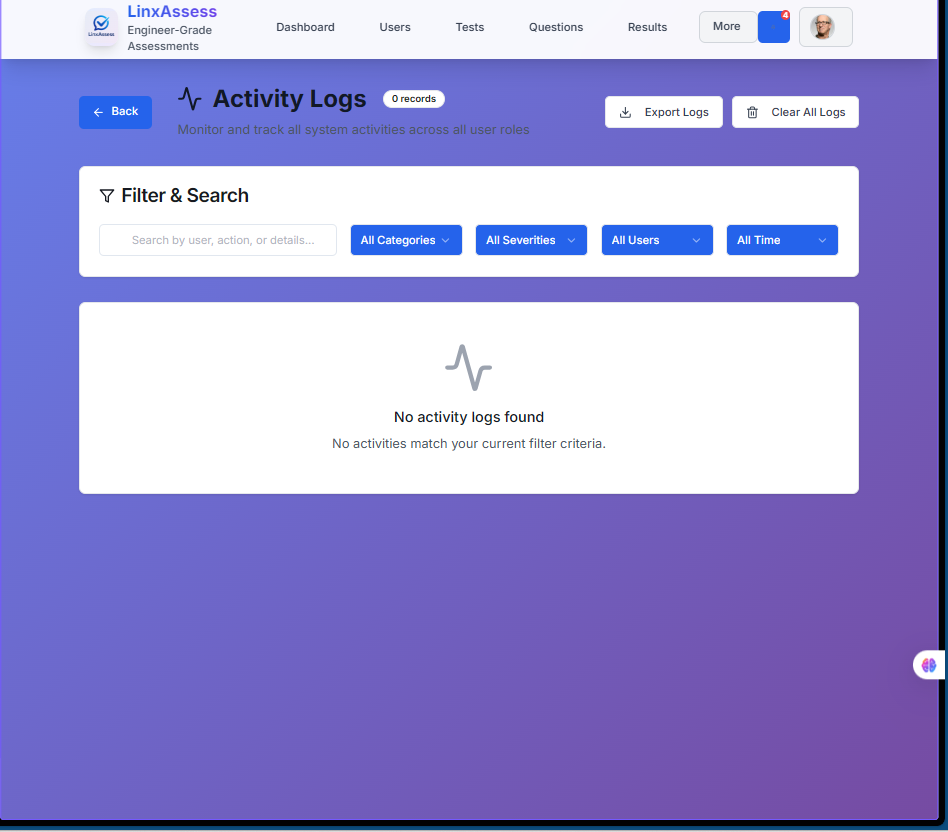 LinxAssess
Engineer-Grade
Assessments
LinxAssess
Dashboard
Users
Tests
Questions
Results
More
4
Back
Activity Logs
0 records
Monitor and track all system activities across all user roles
Export Logs
Clear All Logs
Filter & Search
Search by user, action, or details...
All Categories
All Severities
All Users
All Time
No activity logs found
No activities match your current filter criteria.